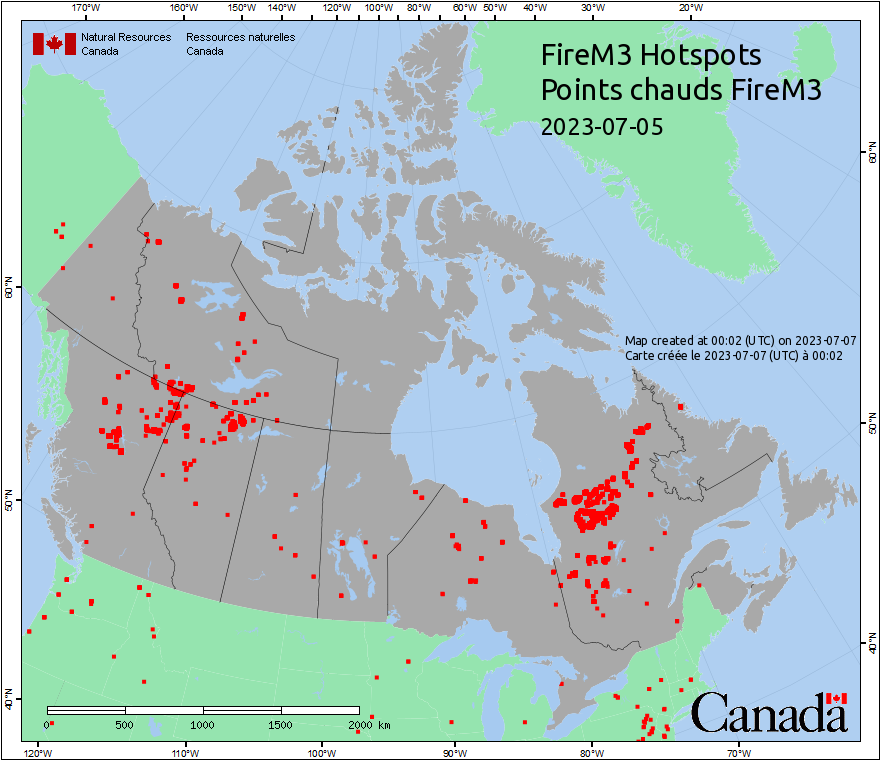 170°W 160°W 150°W 140°W 120°W 100°W 80°W 60°W 50°W 40°W 30°W 20°W
Natural Resources Canada
Ressources naturelles Canada
FireM3 Hotspots
Points chauds FireM3
2023-07-05
60°N
60°N
Map created at 00:02 (UTC) on 2023-07-07
Carte créée le 2023-07-07 (UTC) à 00:02
50°N
50°N
40°N
40°N
0 500 1000 1500 2000 km
Canada
120°W 110°W 100°W 90°W 80°W 70°W